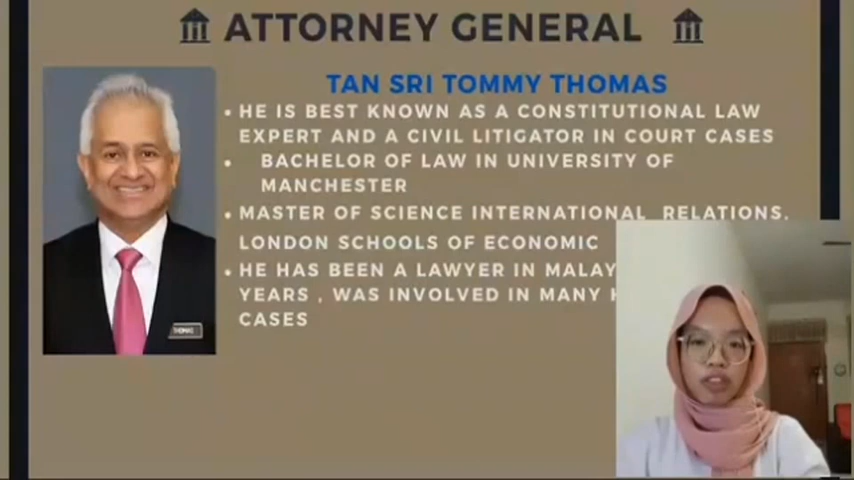 ATTORNEY GENERAL
TAN SRI TOMMY THOMAS
• HE IS BEST KNOWN AS A CONSTITUTIONAL LAW
EXPERT AND A CIVIL LITIGATOR IN COURT CASES
• BACHELOR OF LAW IN UNIVERSITY OF
MANCHESTER
• MASTER OF SCIENCE INTERNATIONAL RELATIONS,
LONDON SCHOOLS OF ECONOMIC
• HE HAS BEEN A LAWYER IN MALAY
YEARS , WAS INVOLVED IN MANY
CASES
THOMAS